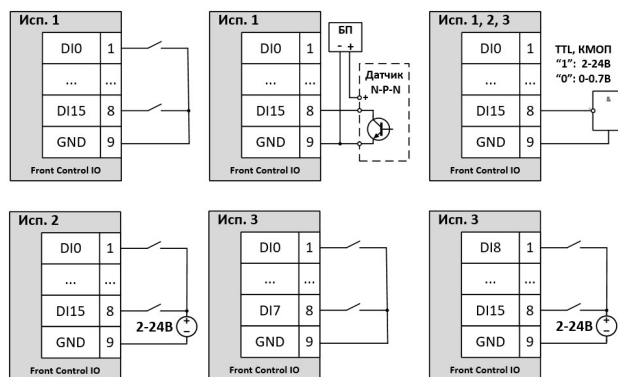 Исп. 1
DI0 1
... ...
DI15 8
GND 9
Front Control IO
Исп. 1
DI0 1
... ...
DI15 8
GND 9
Front Control IO
БП
- +
Датчик
N-P-N
+
Исп. 1, 2, 3
DI0 1
... ...
DI15 8
GND 9
Front Control IO
TTL, КМОП
“1”: 2-24В
“0”: 0-0.7В
&
Исп. 2
DI0 1
... ...
DI15 8
GND 9
Front Control IO
2-24В
+
−
Исп. 3
DI0 1
... ...
DI7 8
GND 9
Front Control IO
Исп. 3
DI8 1
... ...
DI15 8
GND 9
Front Control IO
2-24В
+
−